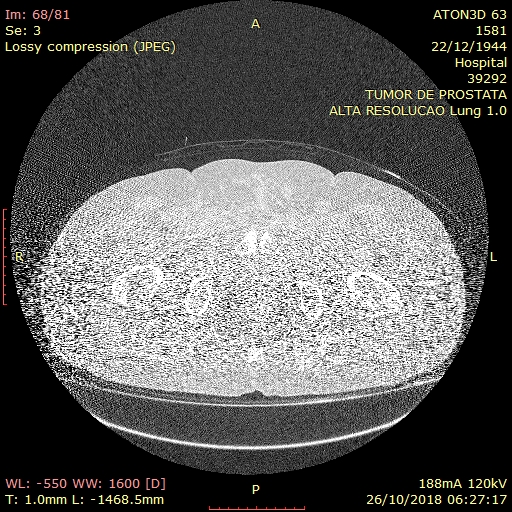 Im: 68/81
Se: 3
Lossy compression (JPEG)
ATON3D 63
1581
22/12/1944
Hospital
39292
TUMOR DE PROSTATA
ALTA RESOLUCAO Lung 1.0
A
R
L
P
WL: -550 WW: 1600 [D]
T: 1.0mm L: -1468.5mm
188mA 120kV
26/10/2018 06:27:17